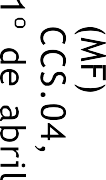 (MF)
CCS.04,
1º de abril